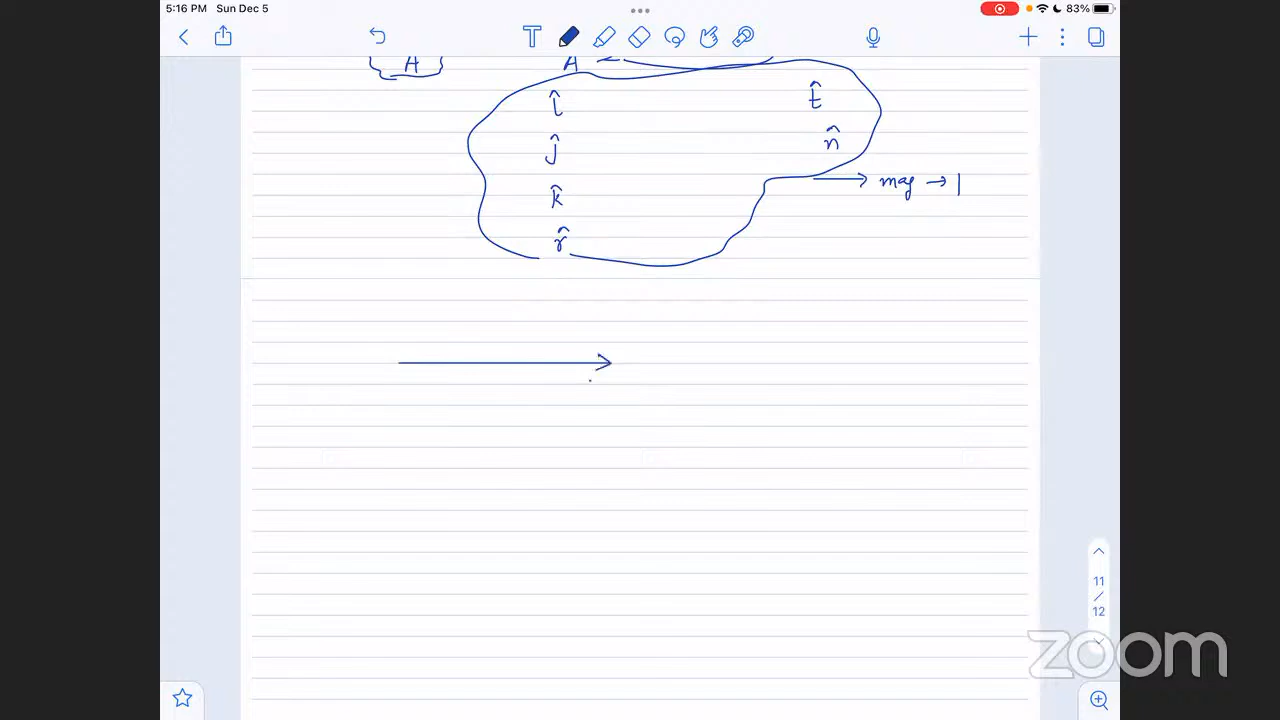 5:16 PM Sun Dec 5
83%
T
A A
î t̂
ĵ n̂
k̂ mag → 1
r̂
11
/
12
zoom